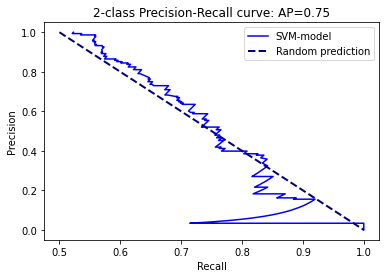 2-class Precision-Recall curve: AP=0.75
SVM-model
Random prediction
1.0
0.8
0.6
0.4
0.2
0.0
Precision
0.5
0.6
0.7
0.8
0.9
1.0
Recall